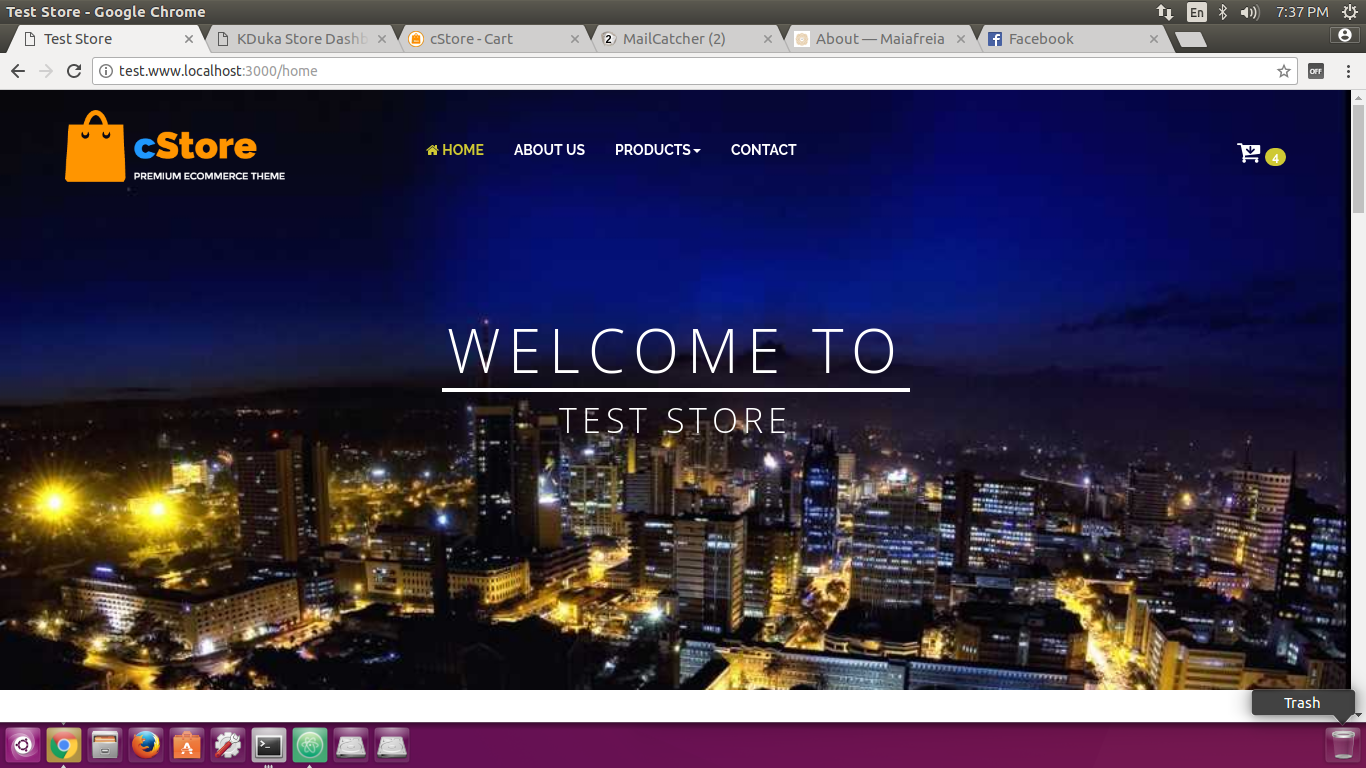 Test Store - Google Chrome
En
7:37 PM
Test Store
KDuka Store Dashb
cStore - Cart
MailCatcher (2)
About — Maiafreia
Facebook
test.www.localhost:3000/home
OFF
cStore
PREMIUM ECOMMERCE THEME
HOME
ABOUT US
PRODUCTS
CONTACT
4
WELCOME TO
TEST STORE
Trash